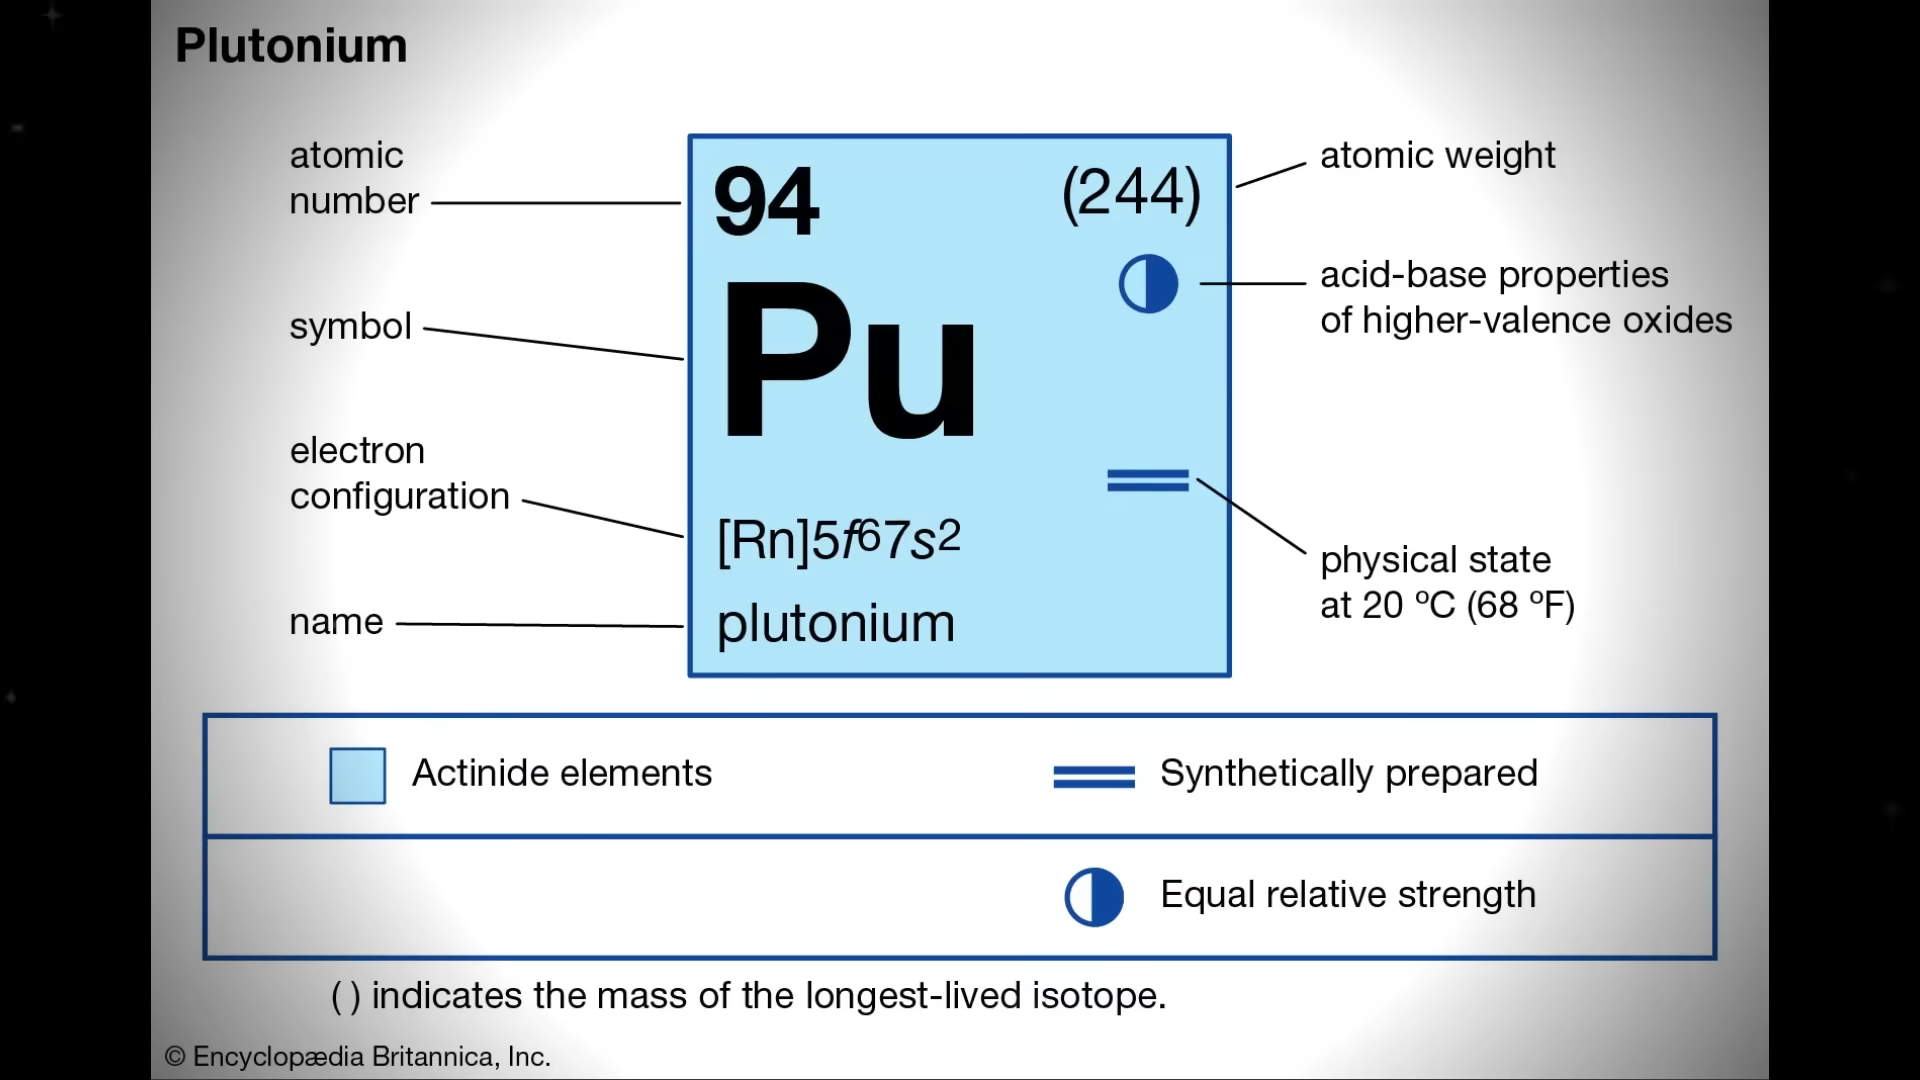 Plutonium
atomic
number
symbol
electron
configuration
name
94
(244)
Pu
[Rn]5f⁶7s²
plutonium
atomic weight
acid-base properties
of higher-valence oxides
physical state
at 20 ºC (68 ºF)
Actinide elements
Synthetically prepared
Equal relative strength
( ) indicates the mass of the longest-lived isotope.
© Encyclopædia Britannica, Inc.